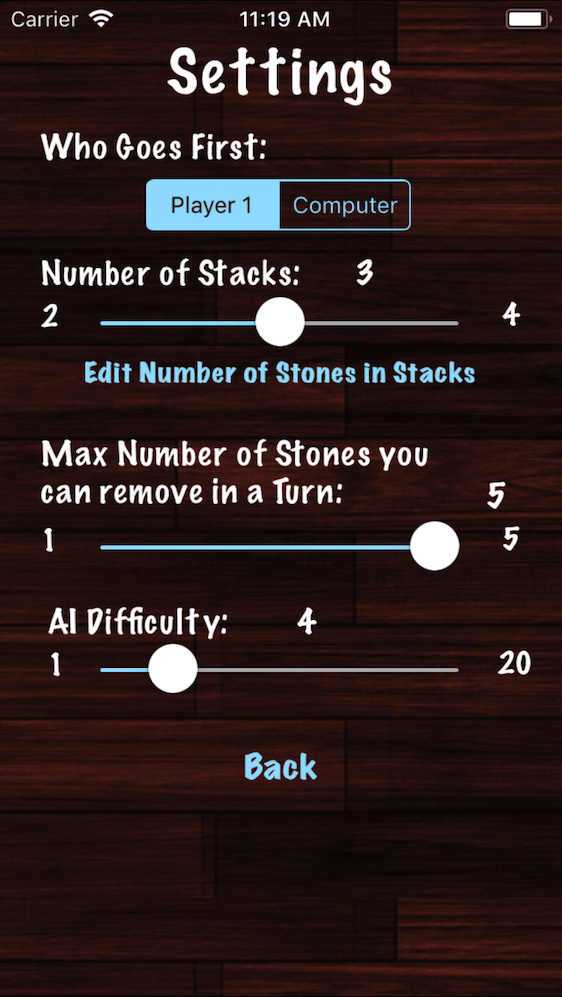 Carrier 11:19 AM
Settings
Who Goes First:
Player 1 Computer
Number of Stacks: 3
2 4
Edit Number of Stones in Stacks
Max Number of Stones you
can remove in a Turn: 5
1 5
AI Difficulty: 4
1 20
Back